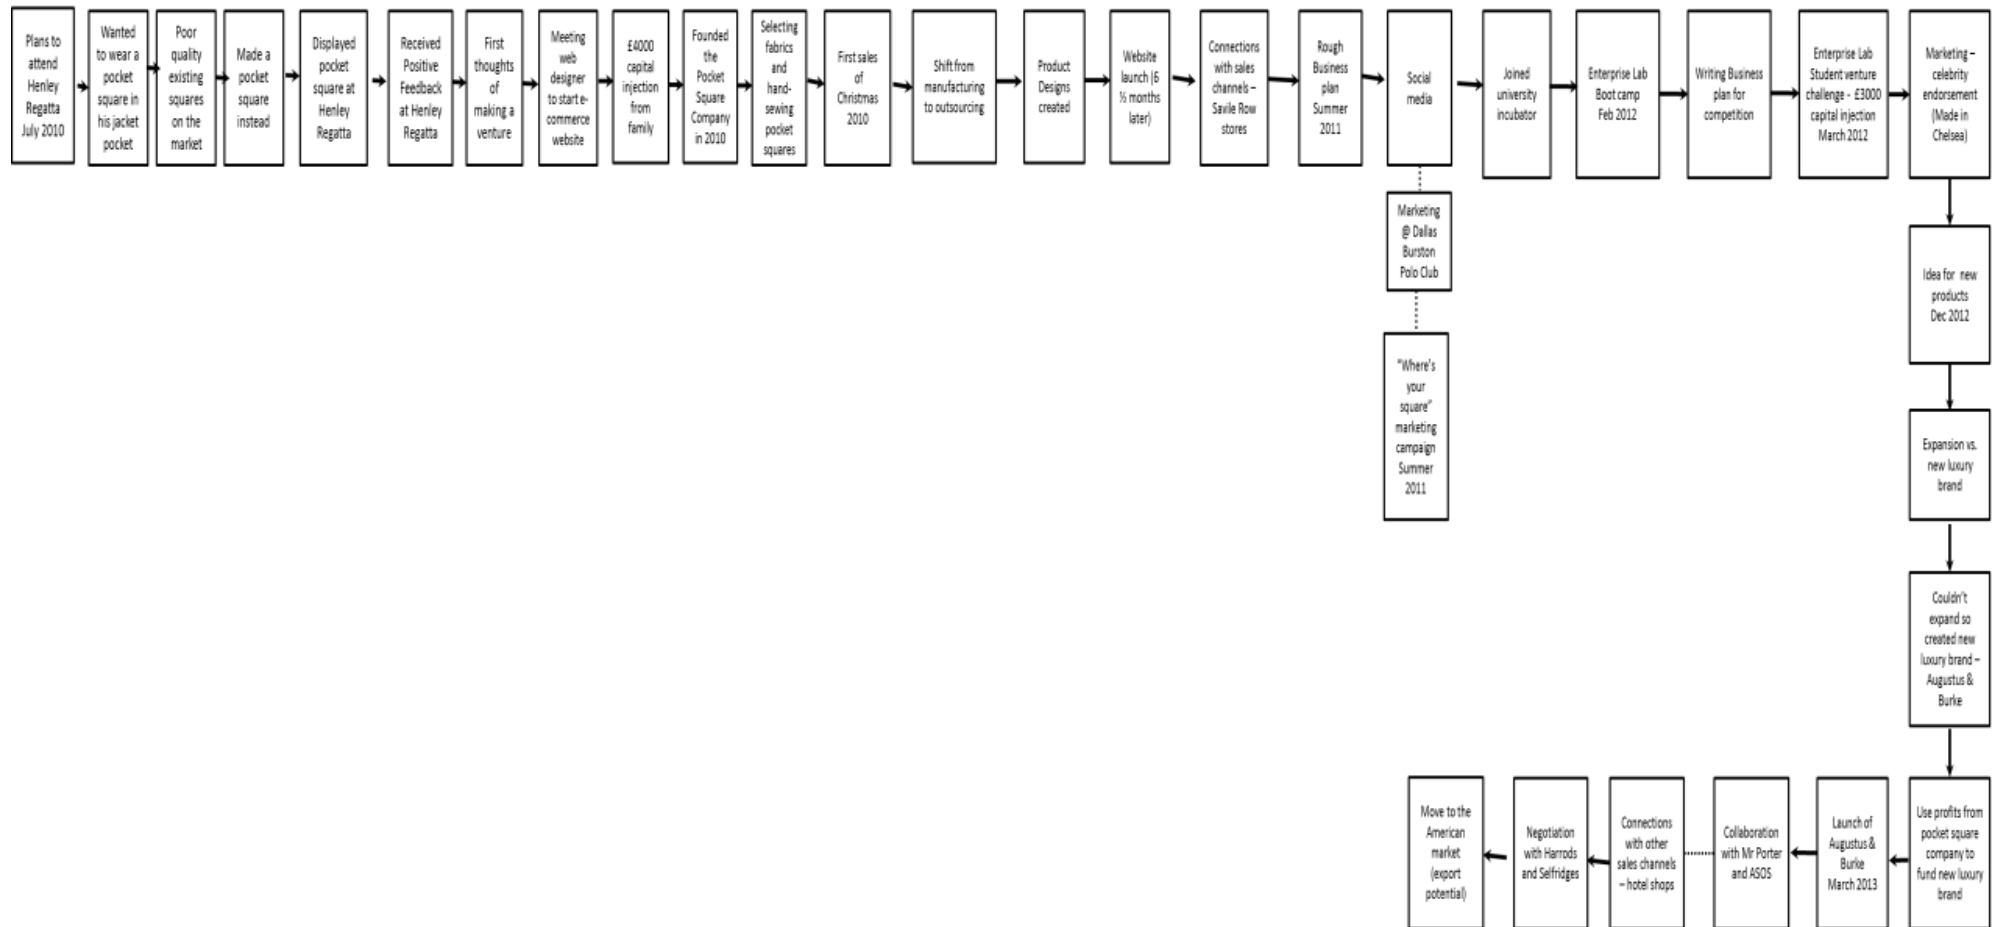 Plans to
attend
Henley
Regatta
July 2010
Wanted
to wear a
pocket
square in
his jacket
pocket
Poor
quality
existing
squares
on the
market
Made a
pocket
square
instead
Displayed
pocket
square at
Henley
Regatta
Received
Positive
Feedback
at Henley
Regatta
First
thoughts
of
making a
venture
Meeting
web
designer
to start e-
commerce
website
£4000
capital
injection
from
family
Founded
the
Pocket
Square
Company
in 2010
Selecting
fabrics
and
hand-
sewing
pocket
squares
First sales
of
Christmas
2010
Shift from
manufacturing
to outsourcing
Product
Designs
created
Website
launch (6
½ months
later)
Connections
with sales
channels –
Savile Row
stores
Rough
Business
plan
Summer
2011
Social
media
Marketing
@ Dallas
Burston
Polo Club
"Where's
your
square"
marketing
campaign
Summer
2011
Joined
university
incubator
Enterprise Lab
Boot camp
Feb 2012
Writing Business
plan for
competition
Enterprise Lab
Student venture
challenge - £3000
capital injection
March 2012
Marketing –
celebrity
endorsement
(Made in
Chelsea)
Idea for new
products
Dec 2012
Expansion vs.
new luxury
brand
Couldn't
expand so
created new
luxury brand –
Augustus &
Burke
Use profits from
pocket square
company to
fund new luxury
brand
Launch of
Augustus &
Burke
March 2013
Collaboration
with Mr Porter
and ASOS
Connections
with other
sales channels
– hotel shops
Negotiation
with Harrods
and Selfridges
Move to the
American
market
(export
potential)